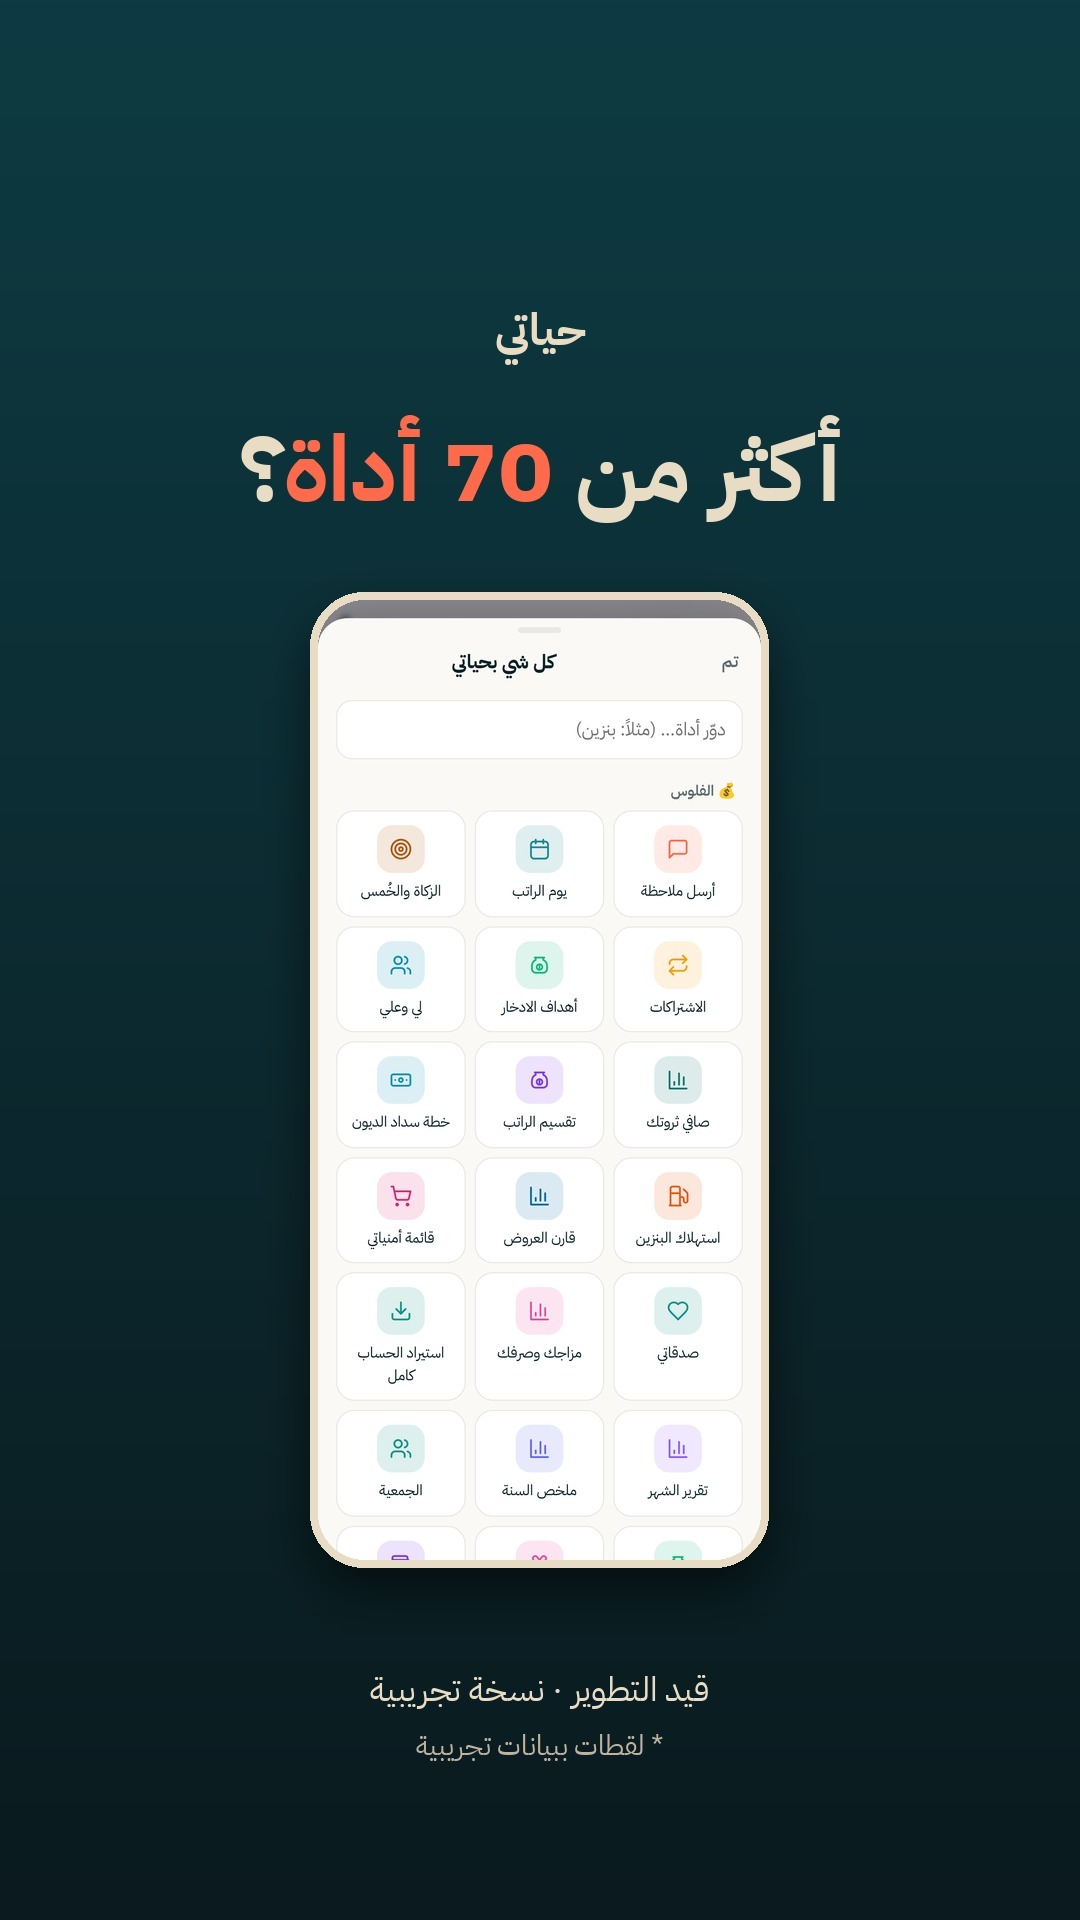 حياتي
أكثر من 70 أداة؟
تم
كل شي بحياتي
دوّر أداة... (مثلاً: بنزين)
💰 الفلوس
أرسل ملاحظة
يوم الراتب
الزكاة والخُمس
الاشتراكات
أهداف الادخار
لي وعلي
صافي ثروتك
تقسيم الراتب
خطة سداد الديون
استهلاك البنزين
قارن العروض
قائمة أمنياتي
صدقاتي
مزاجك وصرفك
استيراد الحساب
كامل
تقرير الشهر
ملخص السنة
الجمعية
قيد التطوير · نسخة تجريبية
* لقطات ببيانات تجريبية